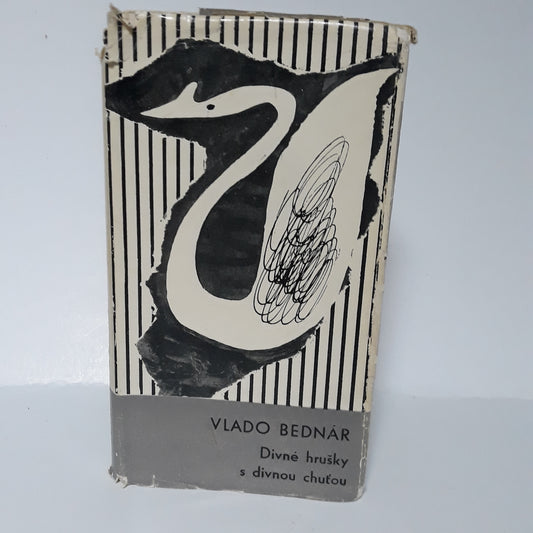 VLADO BEDNÁR
Divné hrušky
s divnou chuťou